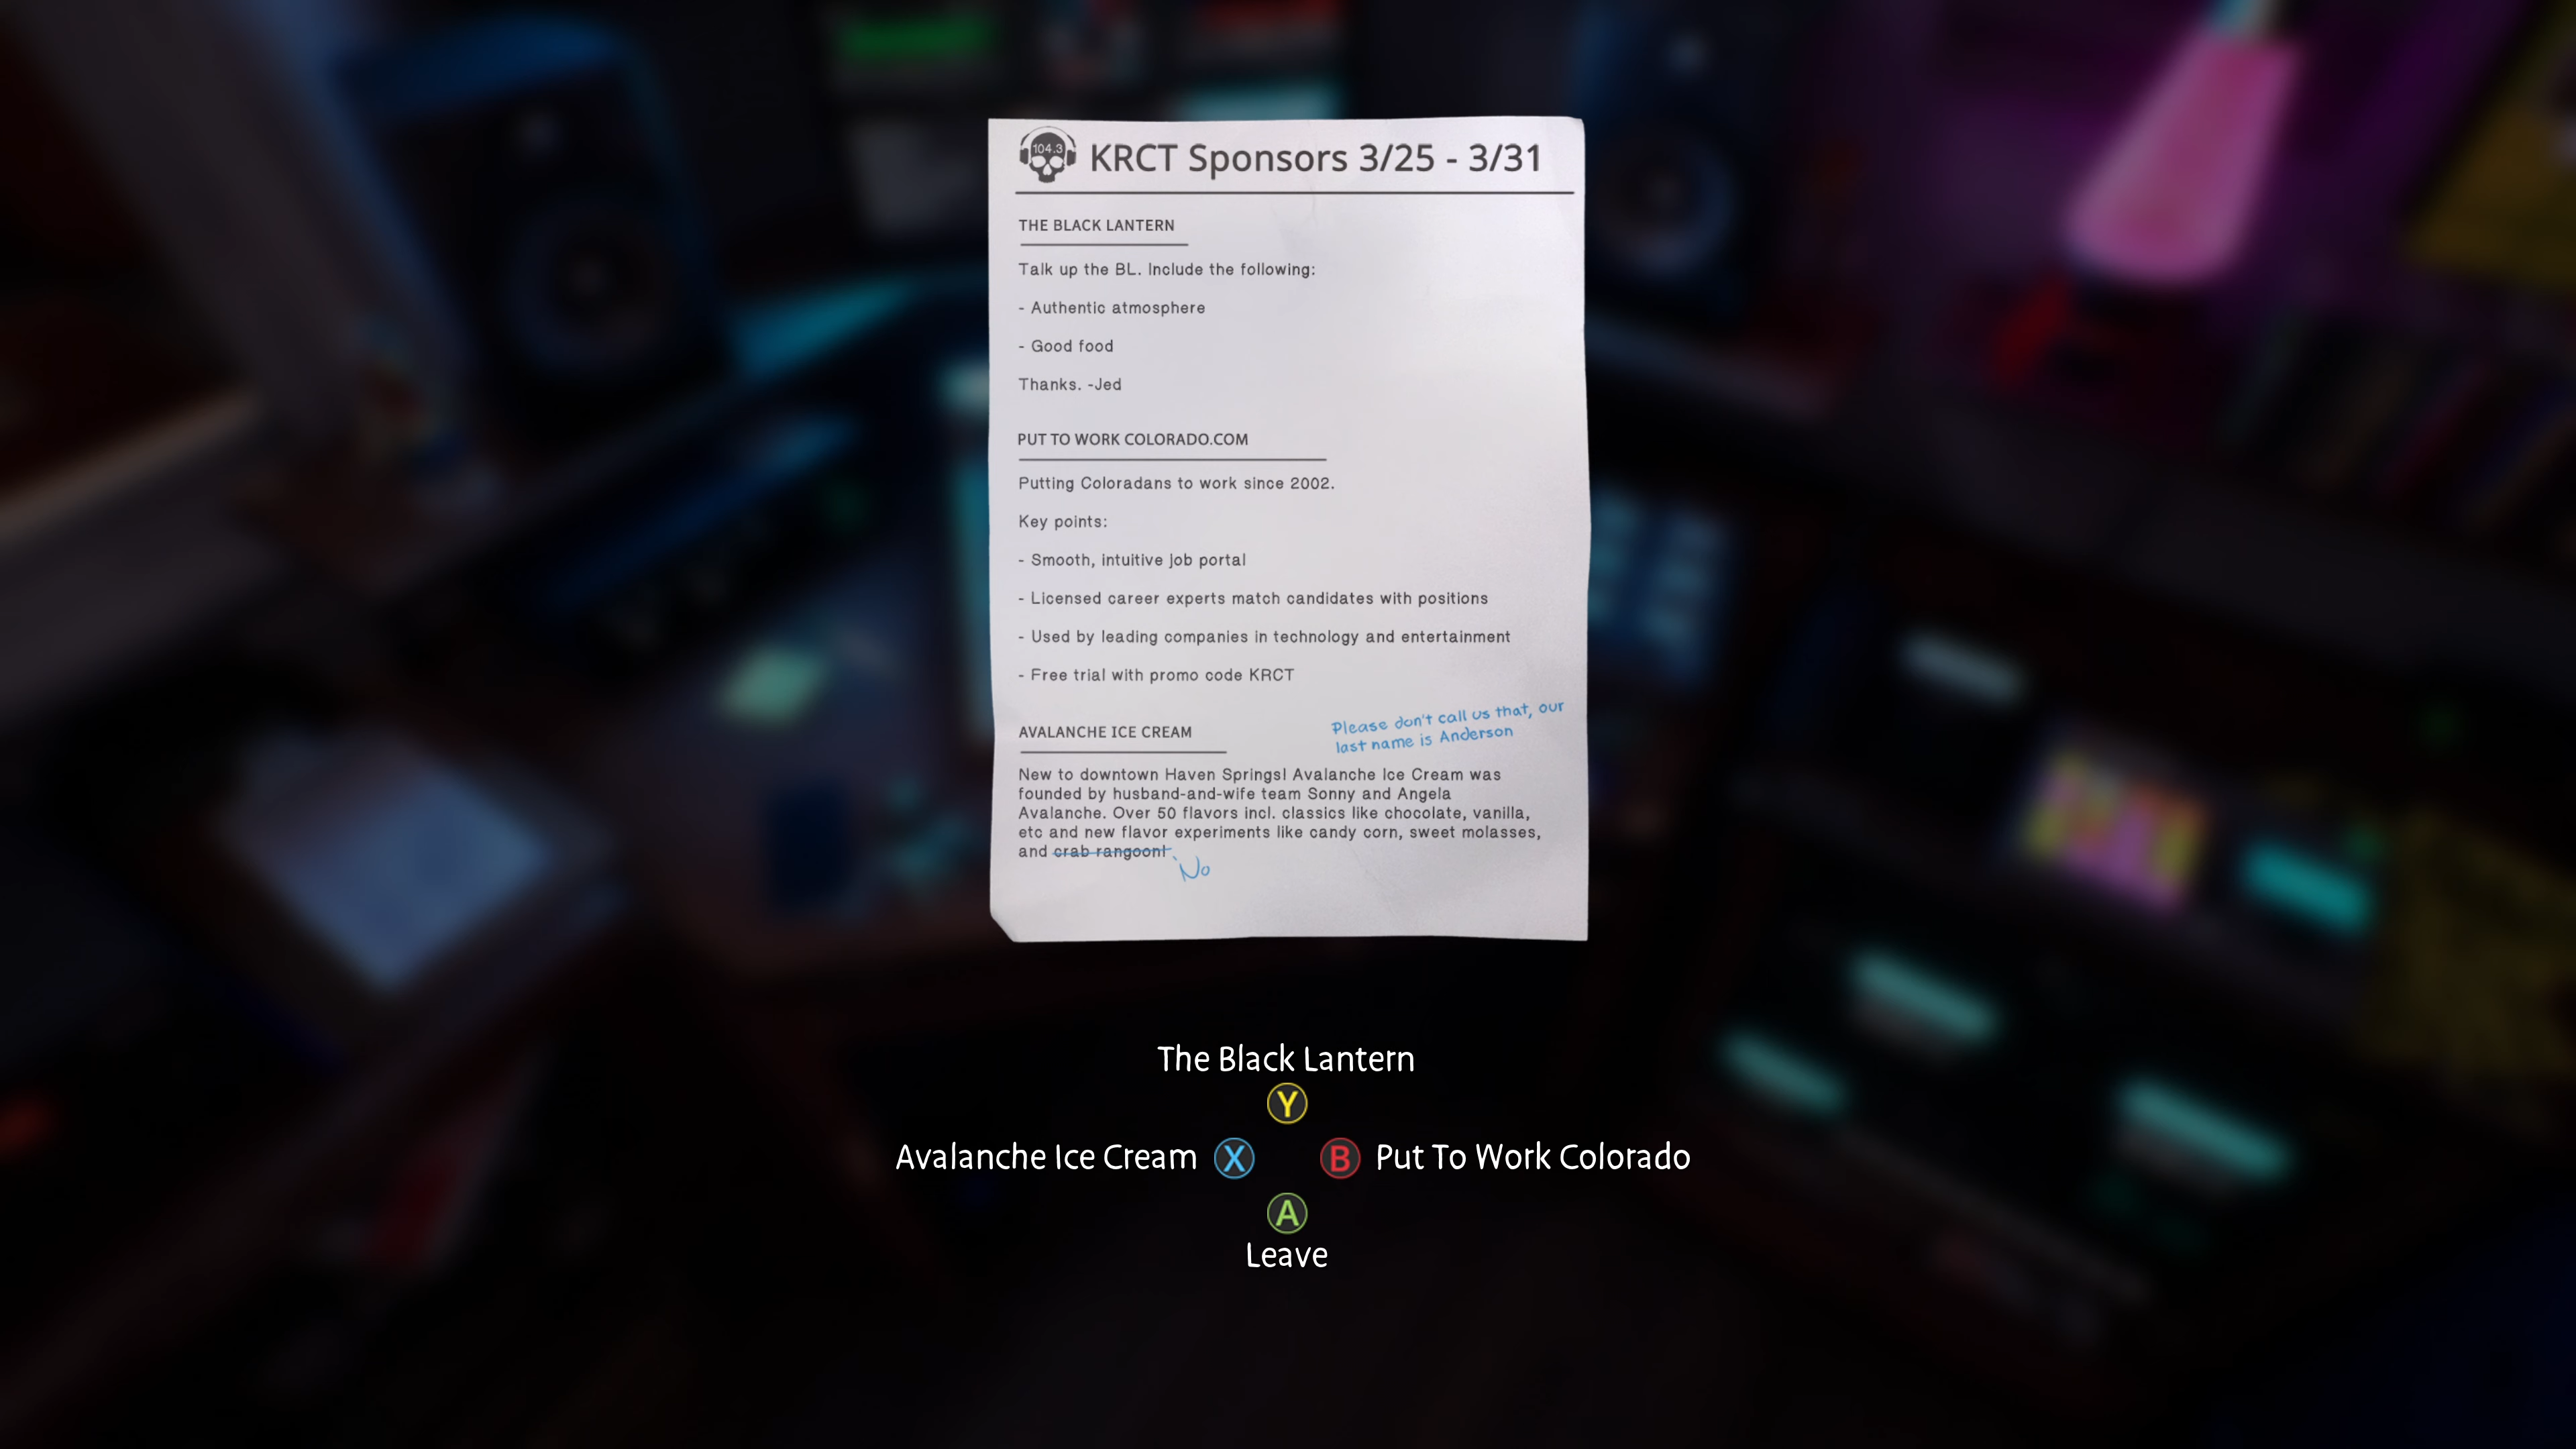 104.3
KRCT Sponsors 3/25 - 3/31
THE BLACK LANTERN
Talk up the BL. Include the following:
- Authentic atmosphere
- Good food
Thanks. -Jed
PUT TO WORK COLORADO.COM
Putting Coloradans to work since 2002.
Key points:
- Smooth, intuitive job portal
- Licensed career experts match candidates with positions
- Used by leading companies in technology and entertainment
- Free trial with promo code KRCT
AVALANCHE ICE CREAM
Please don't call us that, our
last name is Anderson
New to downtown Haven Springs! Avalanche Ice Cream was
founded by husband-and-wife team Sonny and Angela
Avalanche. Over 50 flavors incl. classics like chocolate, vanilla,
etc and new flavor experiments like candy corn, sweet molasses,
and crab rangoon!
No
The Black Lantern
Y
Avalanche Ice Cream X B Put To Work Colorado
A
Leave